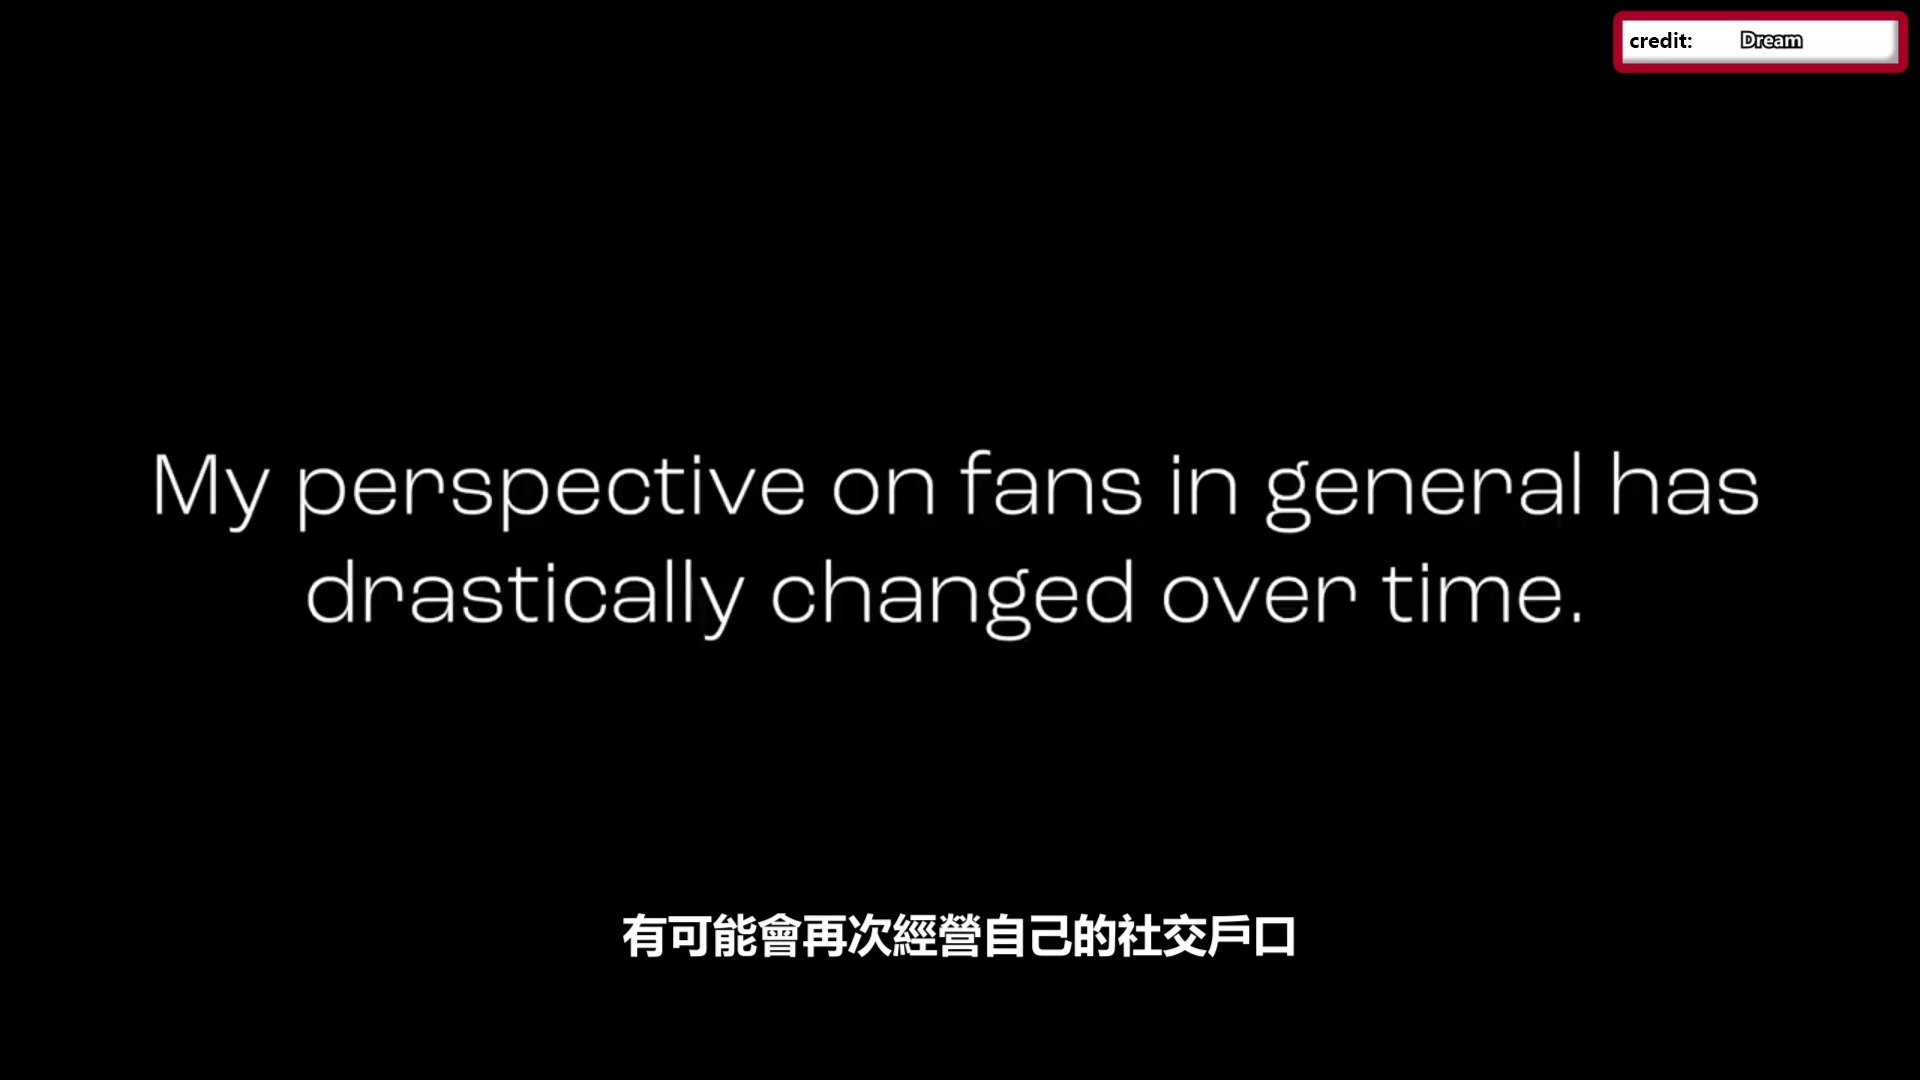 credit: Dream
My perspective on fans in general has
drastically changed over time.
有可能會再次經營自己的社交戶口